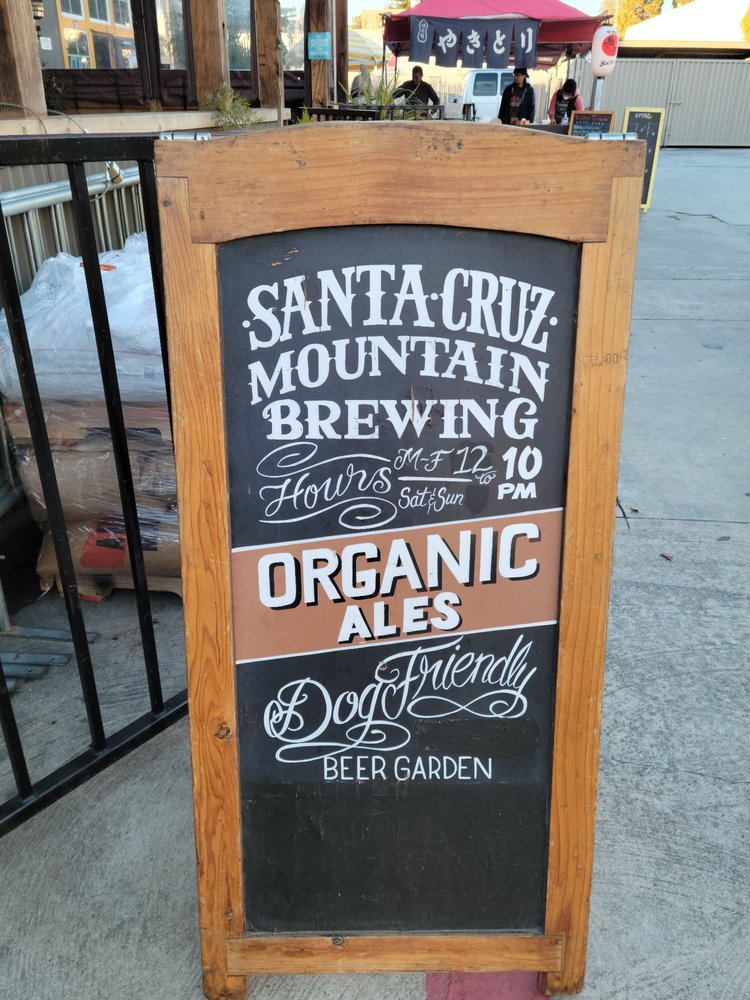 やきとり
·SANTA·CRUZ·
MOUNTAIN
BREWING
Hours M-F 12 to 10 PM
Sat & Sun
ORGANIC
ALES
Dog Friendly
BEER GARDEN